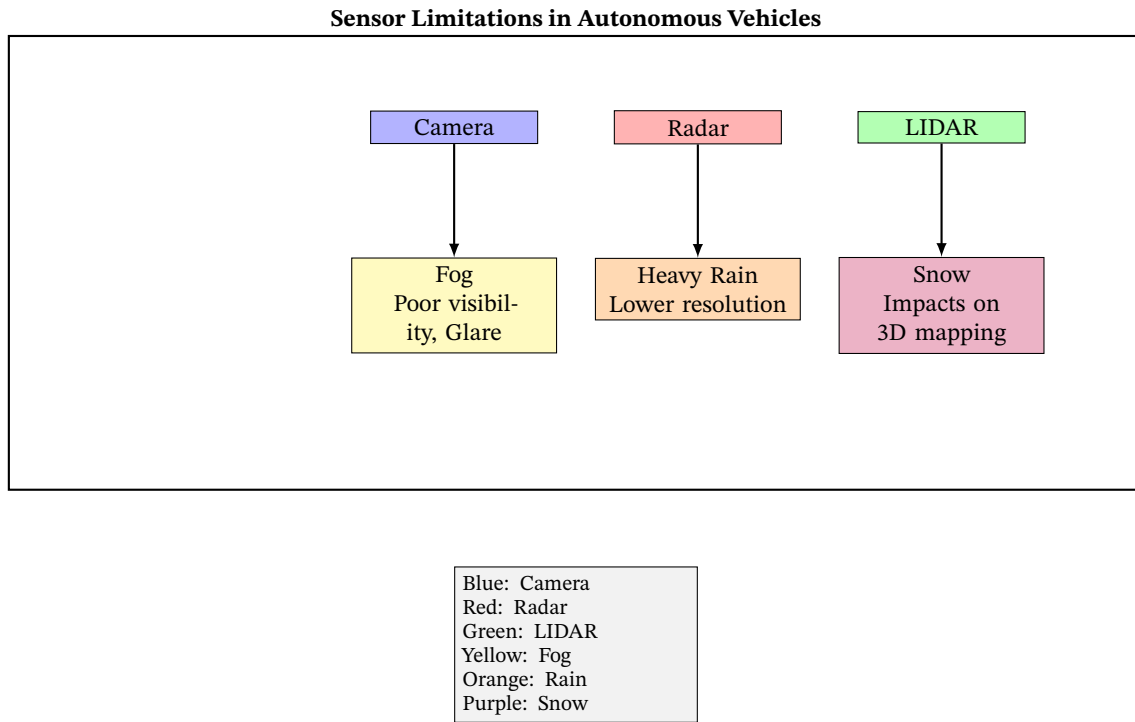 Sensor Limitations in Autonomous Vehicles
Camera
Radar
LIDAR
Fog
Poor visibil-
ity, Glare
Heavy Rain
Lower resolution
Snow
Impacts on
3D mapping
Blue: Camera
Red: Radar
Green: LIDAR
Yellow: Fog
Orange: Rain
Purple: Snow